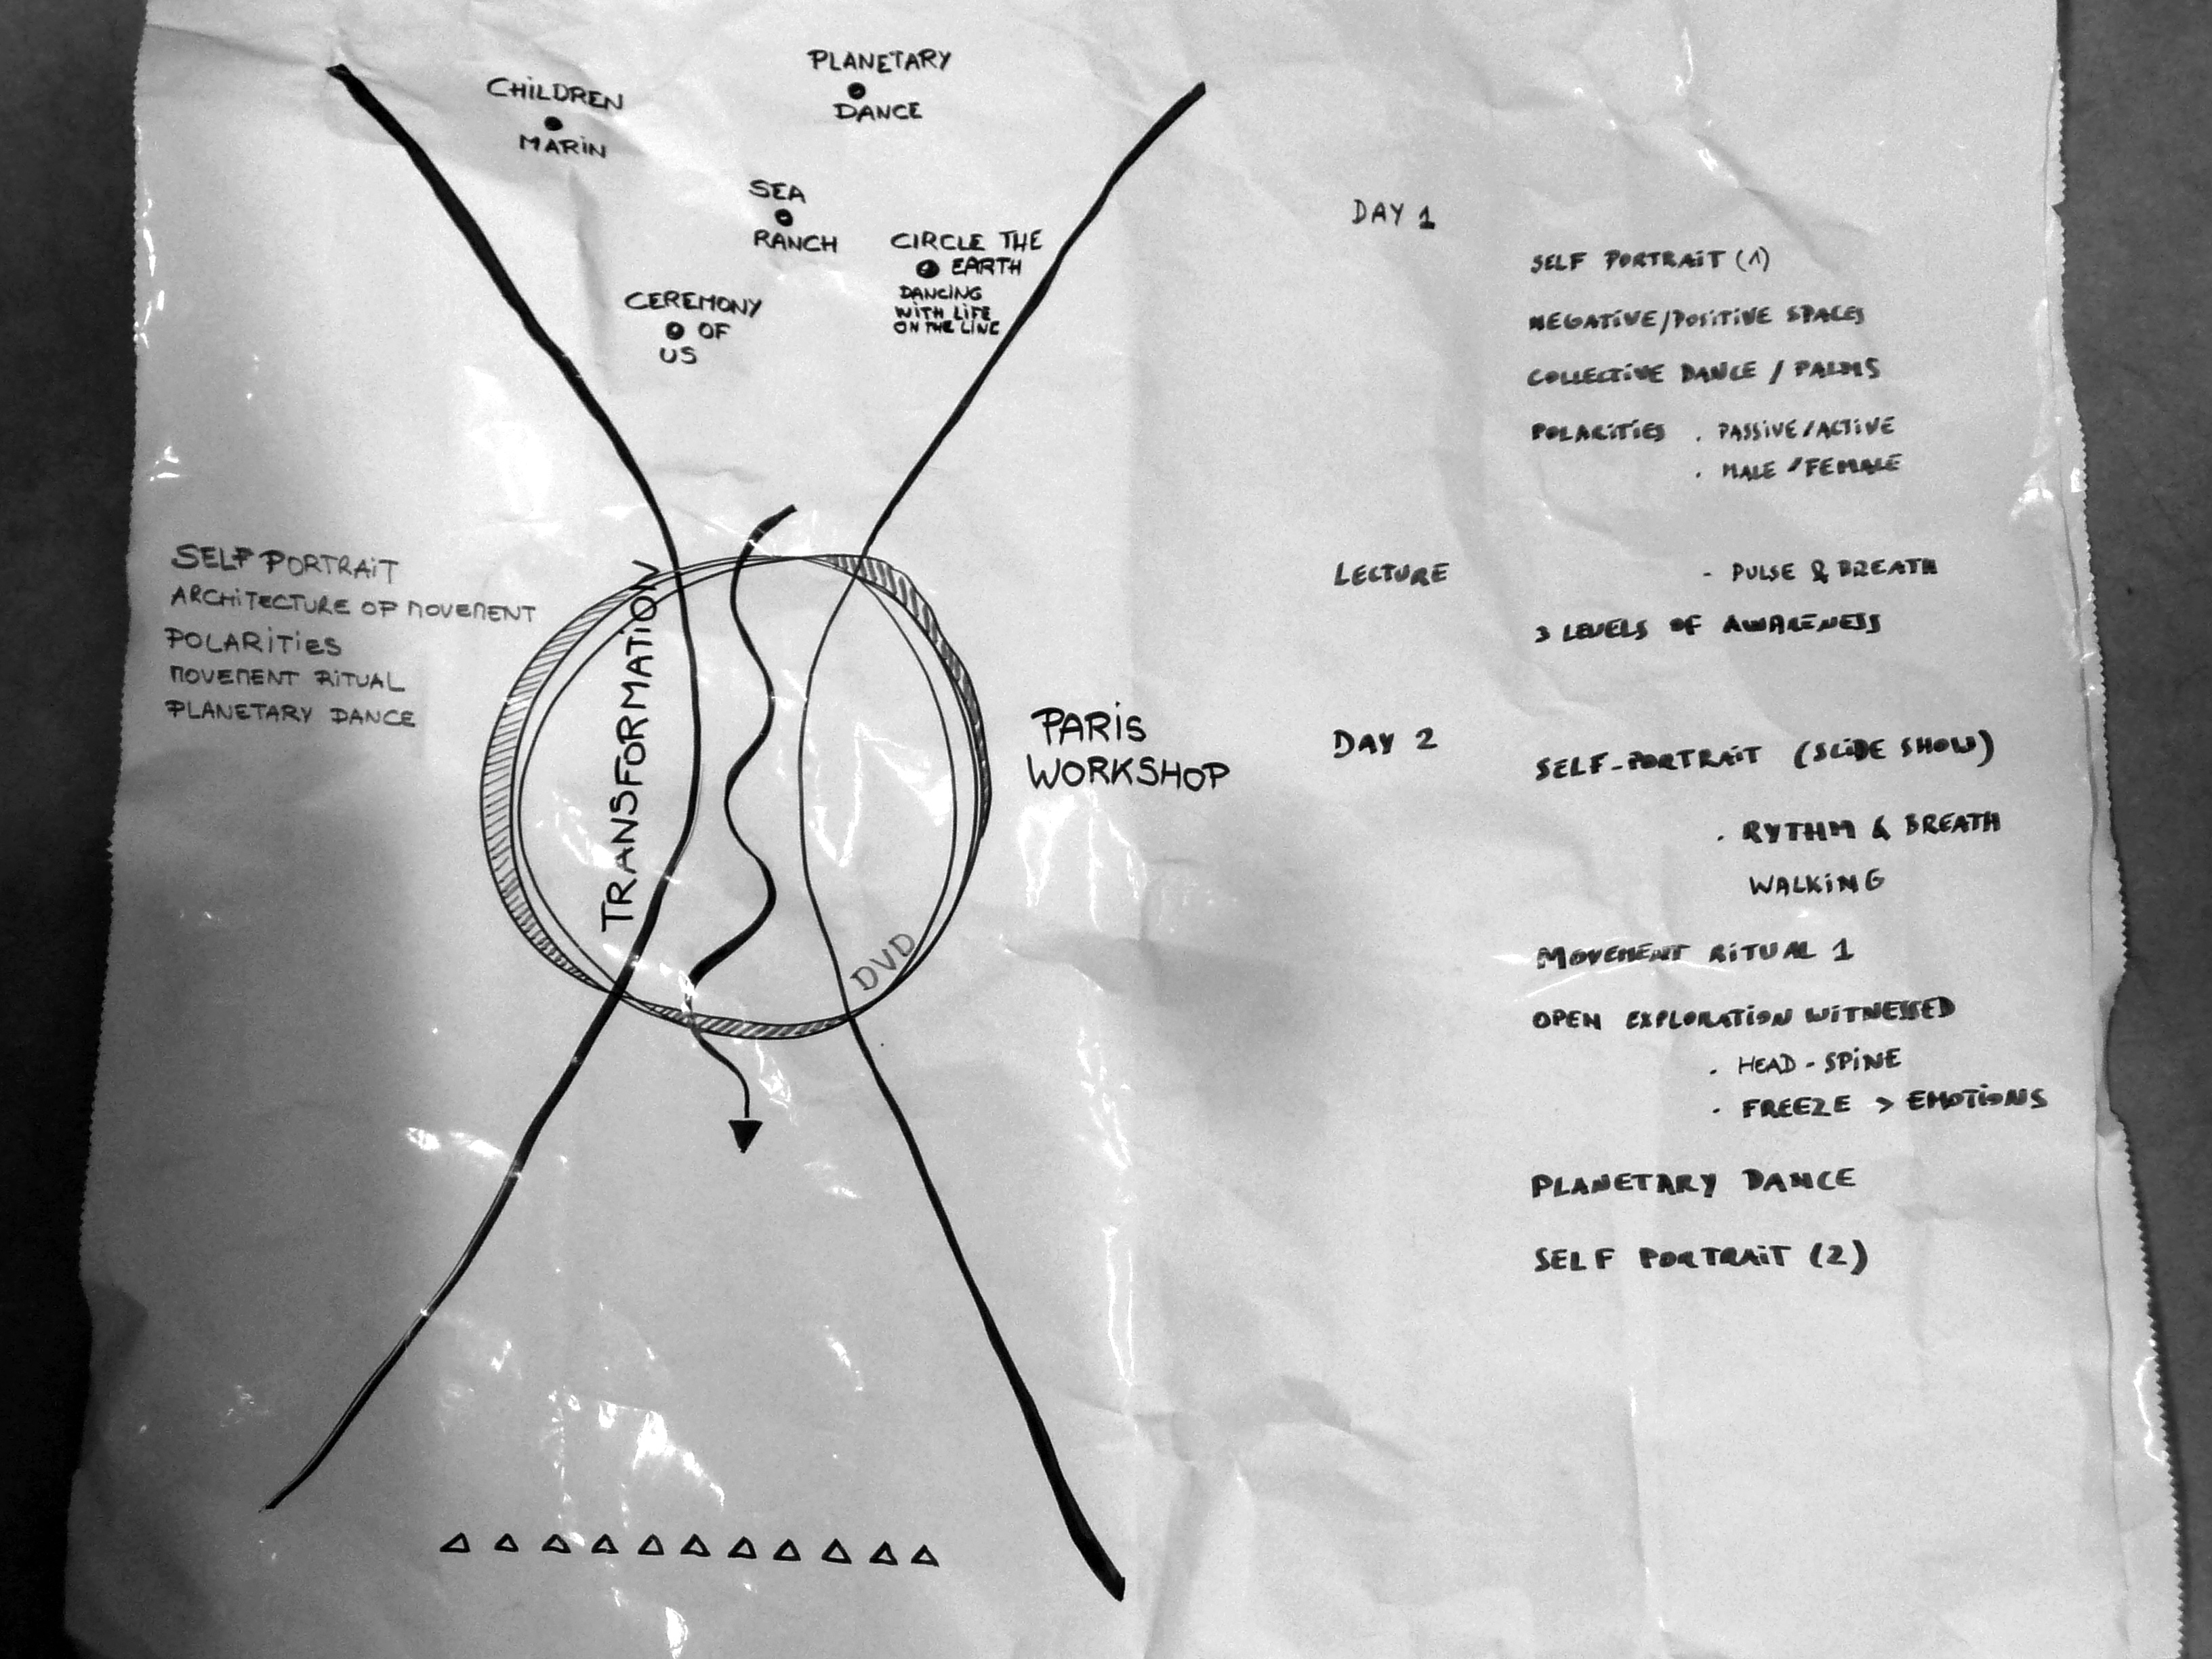 CHILDREN
MARIN
PLANETARY
DANCE
SEA
RANCH
CIRCLE THE
EARTH
DANCING
WITH LIFE
ON THE LINE
CEREMONY
OF
US
SELF PORTRAIT
ARCHITECTURE OF MOVEMENT
POLARITIES
MOVEMENT RITUAL
PLANETARY DANCE
TRANSFORMATION
DVD
PARIS
WORKSHOP
DAY 1
SELF PORTRAIT (1)
NEGATIVE/POSITIVE SPACES
COLLECTIVE DANCE / PALMS
POLARITIES . PASSIVE/ACTIVE
. MALE / FEMALE
LECTURE - PULSE & BREATH
3 LEVELS OF AWARENESS
DAY 2
SELF-PORTRAIT (SLIDE SHOW)
. RYTHM & BREATH
WALKING
MOVEMENT RITUAL 1
OPEN EXPLORATION WITNESSED
. HEAD - SPINE
. FREEZE > EMOTIONS
PLANETARY DANCE
SELF PORTRAIT (2)